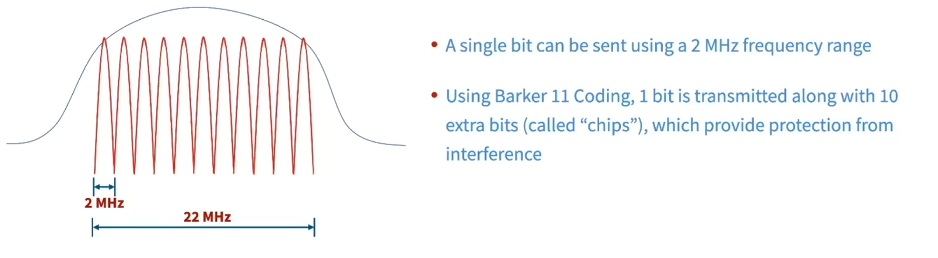 • A single bit can be sent using a 2 MHz frequency range
• Using Barker 11 Coding, 1 bit is transmitted along with 10
extra bits (called “chips”), which provide protection from
interference
2 MHz
22 MHz